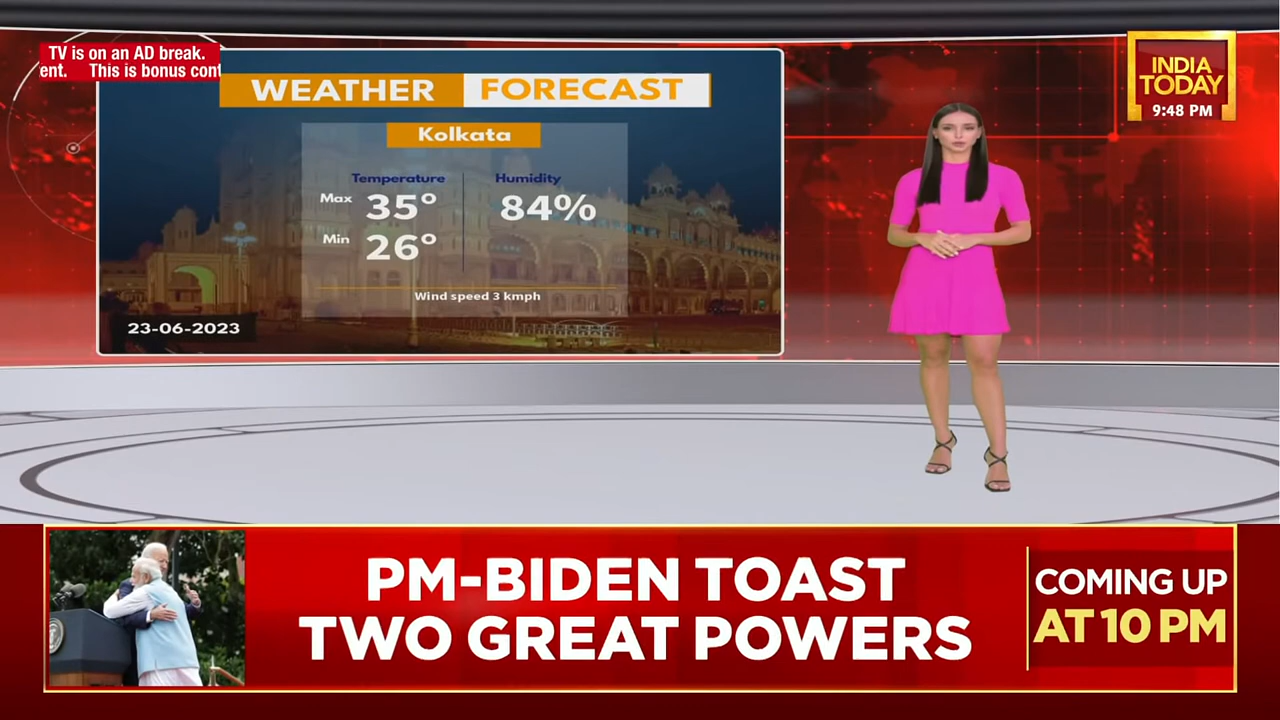 TV is on an AD break.
ent. This is bonus cont
WEATHER FORECAST
Kolkata
Temperature
Humidity
Max 35°
84%
Min 26°
Wind speed 3 kmph
23-06-2023
INDIA
TODAY
9:48 PM
PM-BIDEN TOAST
TWO GREAT POWERS
COMING UP
AT 10 PM